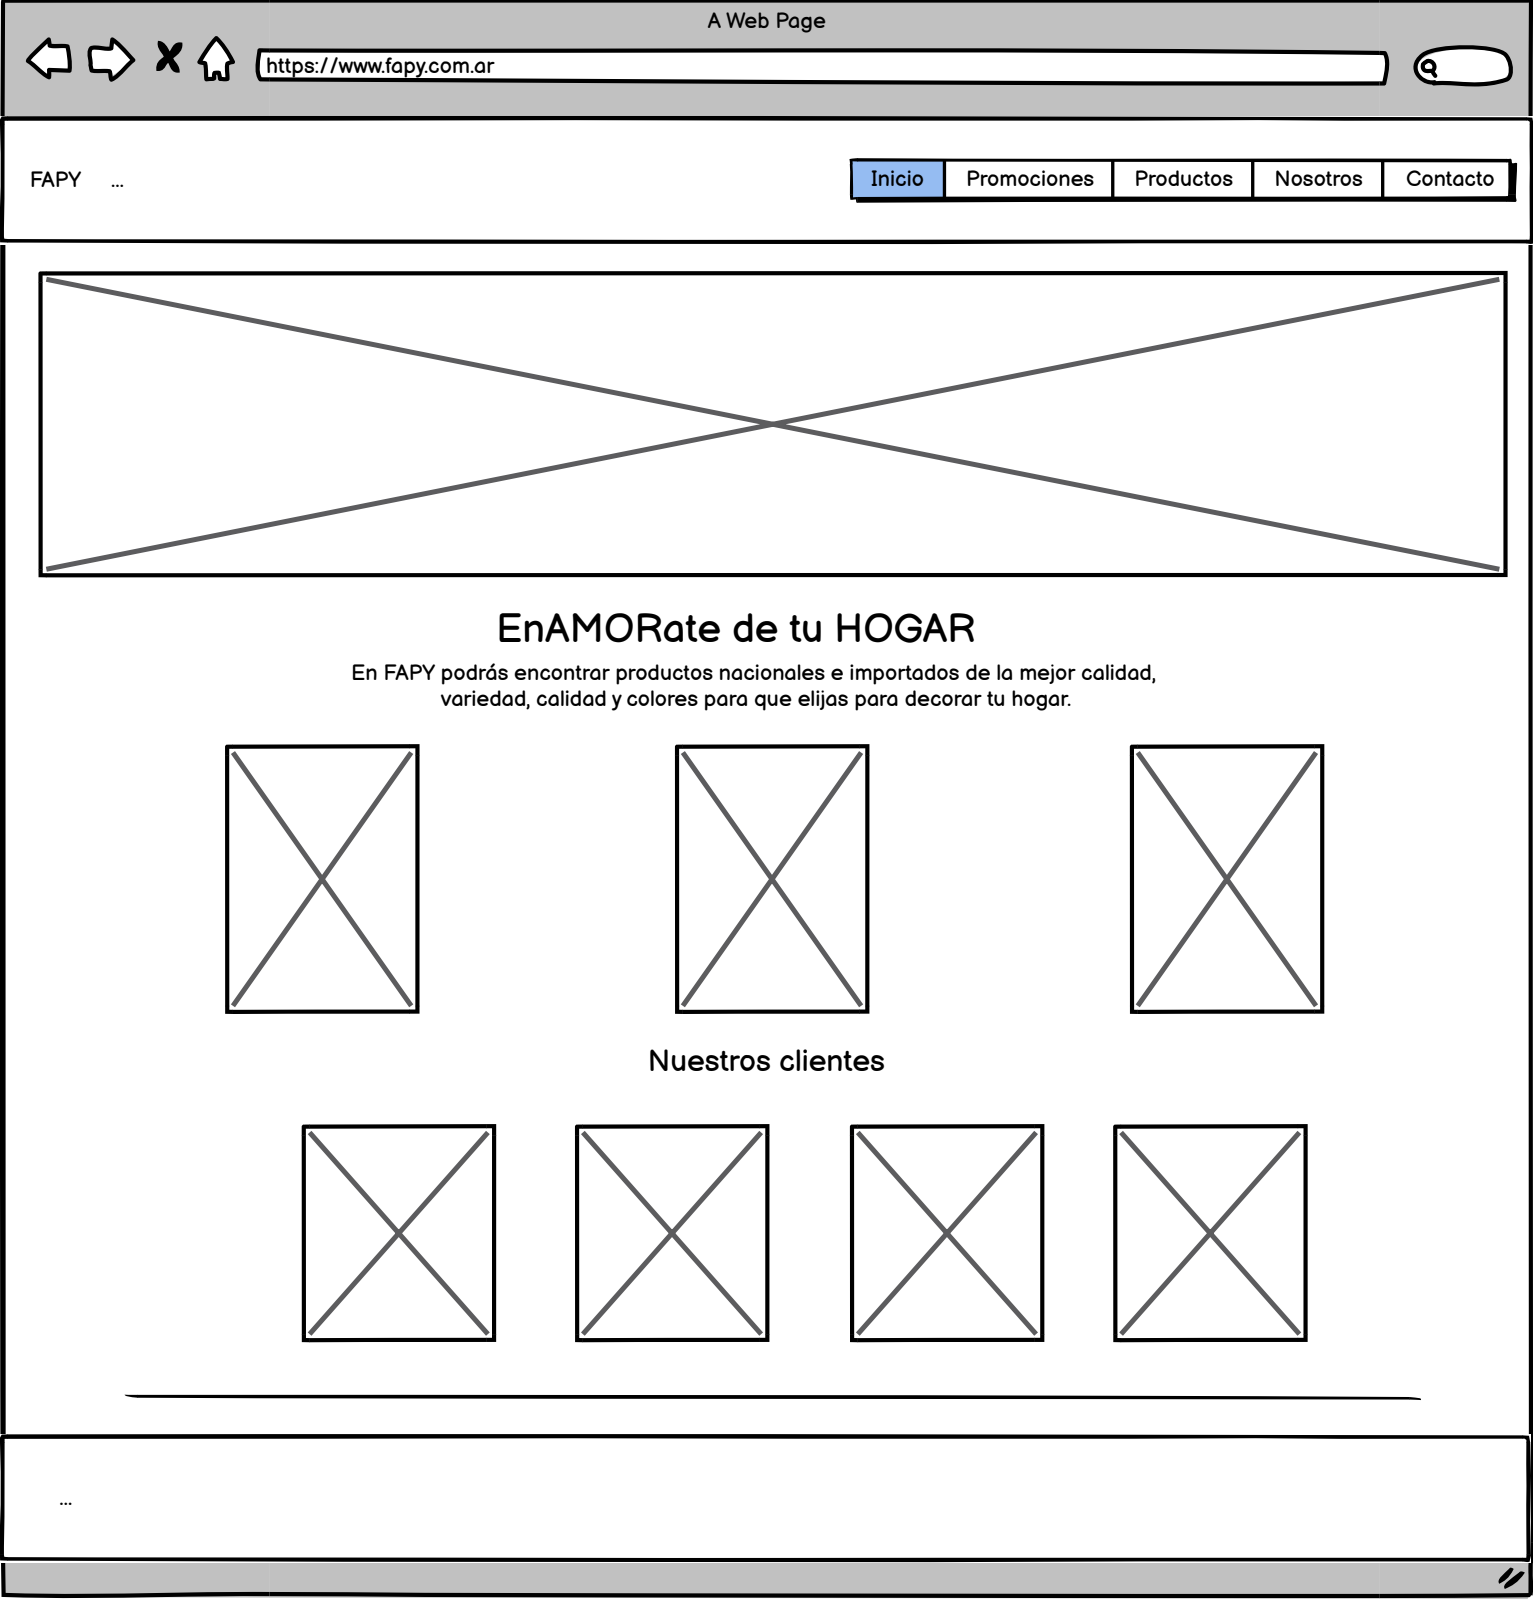 A Web Page
https://www.fapy.com.ar
FAPY ... Inicio Promociones Productos Nosotros Contacto
EnAMORate de tu HOGAR
En FAPY podrás encontrar productos nacionales e importados de la mejor calidad,
variedad, calidad y colores para que elijas para decorar tu hogar.
Nuestros clientes
...